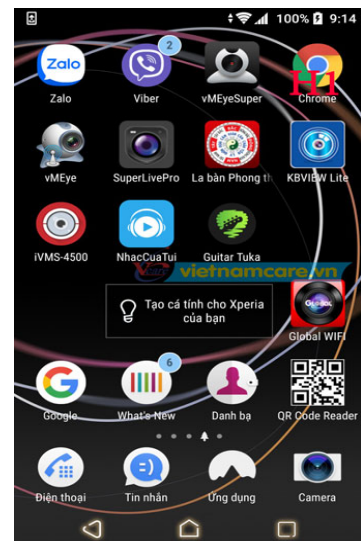 100% 9:14
Zalo
2
H1
Zalo
Viber
vMEyeSuper
Chrome
vMEye
SuperLivePro
La bàn Phong th
KBVIEW Lite
iVMS-4500
NhacCuaTui
Guitar Tuka
vietnamcare.vn
Tạo cá tính cho Xperia
của bạn
Global
Global WIFI
6
Google
What's New
Danh bạ
QR Code Reader
Điện thoại
Tin nhắn
Ứng dụng
Camera